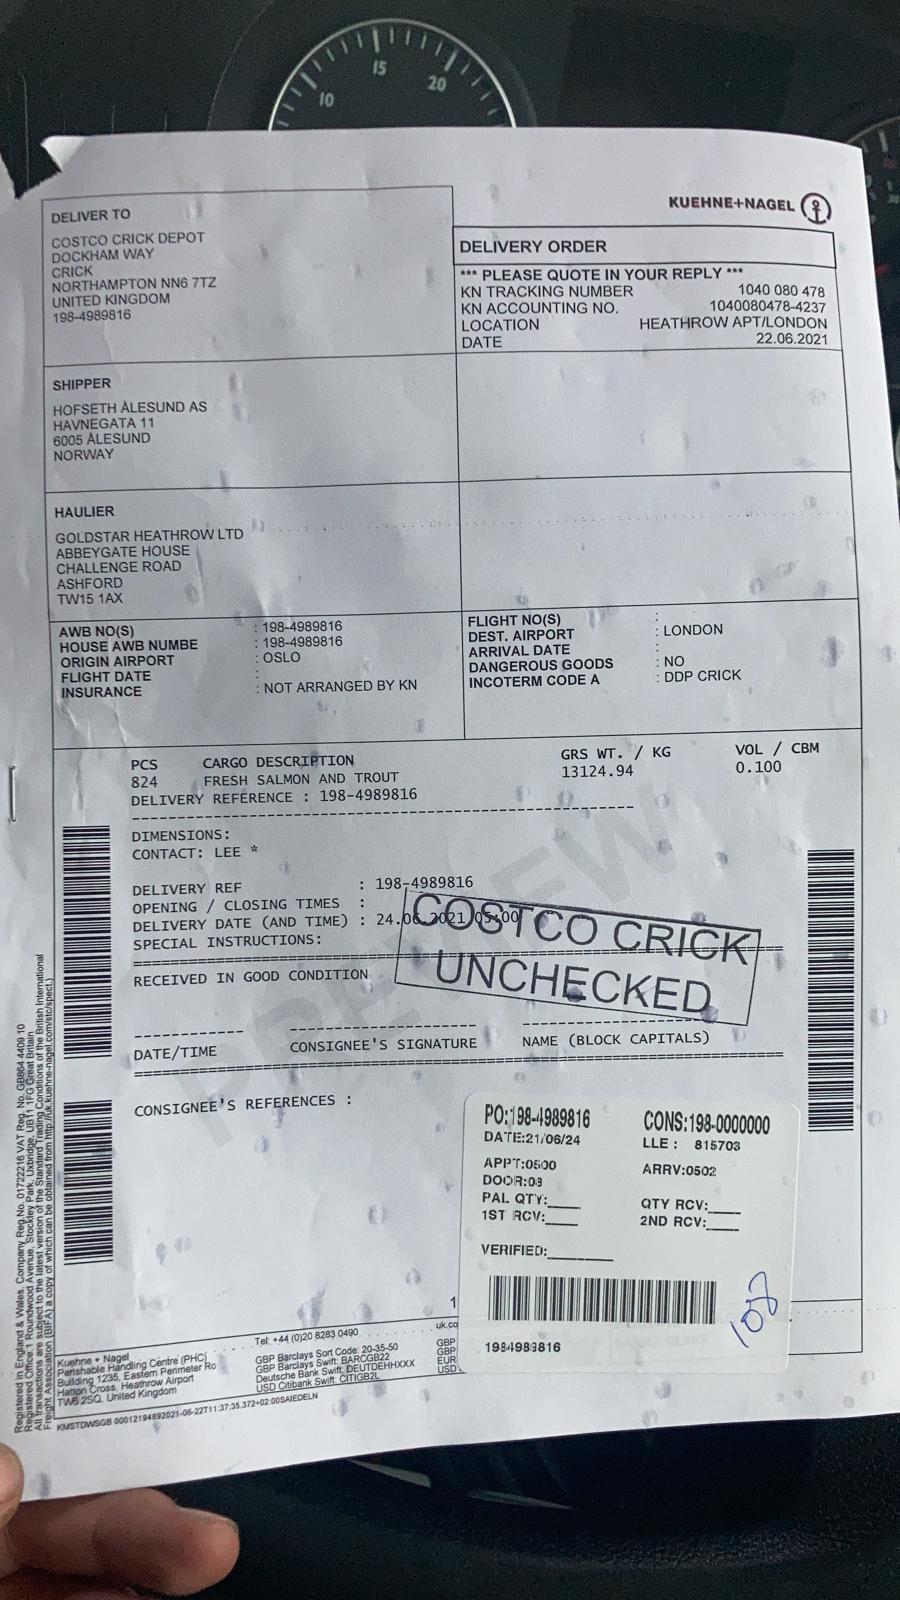 10
15
20
KUEHNE+NAGEL
DELIVER TO
COSTCO CRICK DEPOT
DOCKHAM WAY
CRICK
NORTHAMPTON NN6 7TZ
UNITED KINGDOM
198-4989816
DELIVERY ORDER
*** PLEASE QUOTE IN YOUR REPLY ***
KN TRACKING NUMBER 1040 080 478
KN ACCOUNTING NO. 1040080478-4237
LOCATION HEATHROW APT/LONDON
DATE 22.06.2021
SHIPPER
HOFSETH ÅLESUND AS
HAVNEGATA 11
6005 ÅLESUND
NORWAY
HAULIER
GOLDSTAR HEATHROW LTD
ABBEYGATE HOUSE
CHALLENGE ROAD
ASHFORD
TW15 1AX
AWB NO(S) : 198-4989816
HOUSE AWB NUMBE : 198-4989816
ORIGIN AIRPORT : OSLO
FLIGHT DATE :
INSURANCE : NOT ARRANGED BY KN
FLIGHT NO(S) :
DEST. AIRPORT : LONDON
ARRIVAL DATE :
DANGEROUS GOODS : NO
INCOTERM CODE A : DDP CRICK
PCS CARGO DESCRIPTION GRS WT. / KG VOL / CBM
824 FRESH SALMON AND TROUT 13124.94 0.100
DELIVERY REFERENCE : 198-4989816
DIMENSIONS:
CONTACT: LEE *
DELIVERY REF : 198-4989816
OPENING / CLOSING TIMES :
DELIVERY DATE (AND TIME) : 24.06.2021 05:00
SPECIAL INSTRUCTIONS:
COSTCO CRICK
UNCHECKED
PREVIEW
RECEIVED IN GOOD CONDITION
DATE/TIME CONSIGNEE'S SIGNATURE NAME (BLOCK CAPITALS)
CONSIGNEE'S REFERENCES :
PO:198-4989816 CONS:198-0000000
DATE:21/06/24 LLE: 815703
APPT:0500 ARRV:0502
DOOR:08
PAL QTY: QTY RCV:
1ST RCV: 2ND RCV:
VERIFIED:
1984989816
107
1
Kuehne + Nagel
Perishable Handling Centre (PHC)
Building 1235, Eastern Perimeter Ro
Hatton Cross, Heathrow Airport
TW6 2SQ, United Kingdom
Tel: +44 (0)20 8283 0490
uk.co
GBP Barclays Sort Code: 20-35-50 GBP
GBP Barclays Swift: BARCGB22 GBP
Deutsche Bank Swift: DEUTDEHHXXX EUR
USD Citibank Swift: CITIGB2L USD
KMSTDWSGB 00012194892021-06-22T11:37:35.372+02:00SAIEDELN
Registered in England & Wales, Company Reg.No. 01722216 VAT Reg. No. GB864 4409 10
Registered Office: 1 Roundwood Avenue, Stockley Park, Uxbridge, UB11 1FG Great Britain
All transactions are subject to the latest version of the Standard Trading Conditions of the British International
Freight Association (BIFA) a copy of which can be obtained from http://uk.kuehne-nagel.com/stc/spect.)